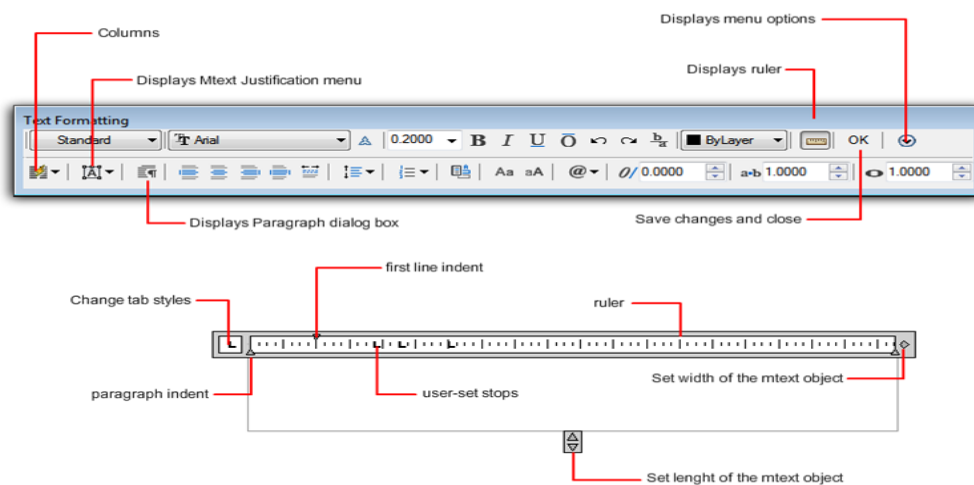 Displays menu options
Columns
Displays ruler
Displays Mtext Justification menu
Text Formatting
Standard Arial 0.2000 B I U O b/a ByLayer OK
Aa aA @ 0/ 0.0000 a-b 1.0000 o 1.0000
Displays Paragraph dialog box
Save changes and close
first line indent
Change tab styles
ruler
Set width of the mtext object
paragraph indent
user-set stops
Set lenght of the mtext object